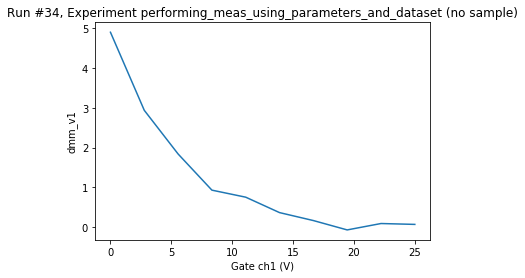 Run #34, Experiment performing_meas_using_parameters_and_dataset (no sample)
5
4
3
2
1
0
dmm_v1
0 5 10 15 20 25
Gate ch1 (V)